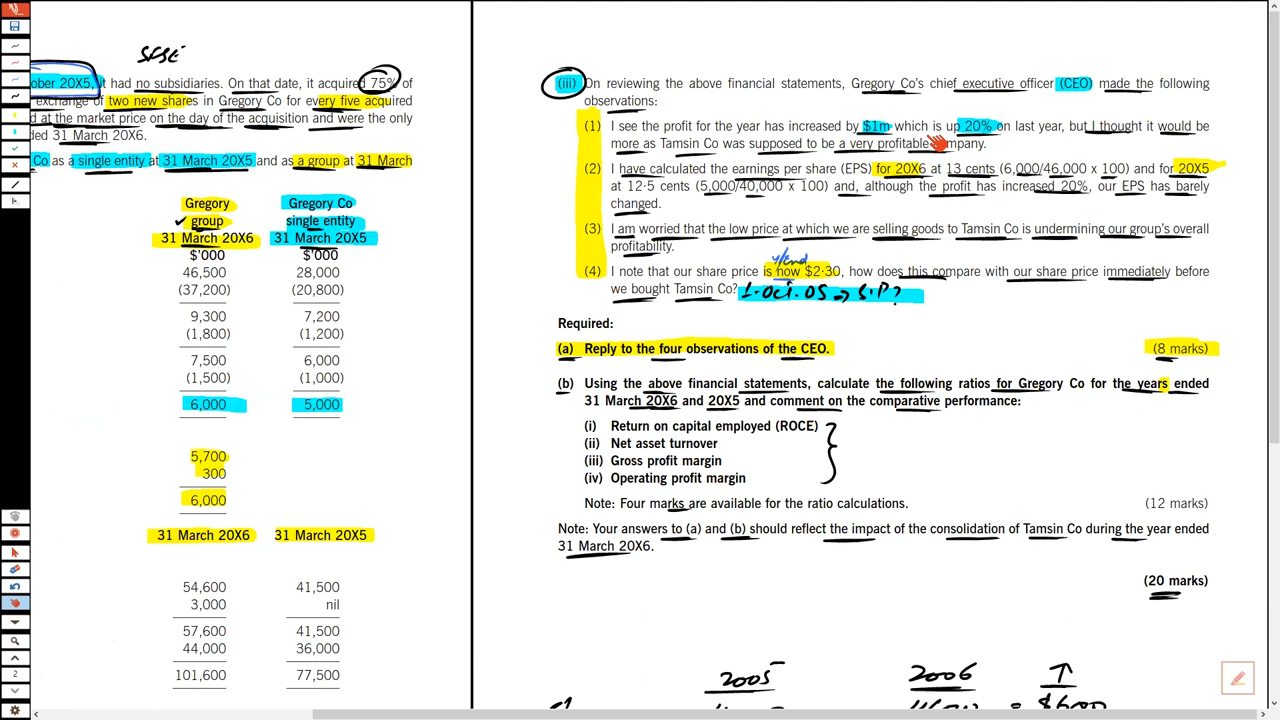 SFSE
ober 20X5, it had no subsidiaries. On that date, it acquired 75% of
exchange of two new shares in Gregory Co for every five acquired
d at the market price on the day of the acquisition and were the only
ded 31 March 20X6.
Co as a single entity at 31 March 20X5 and as a group at 31 March
Gregory Gregory Co
group single entity
31 March 20X6 31 March 20X5
$'000 $'000
46,500 28,000
(37,200) (20,800)
9,300 7,200
(1,800) (1,200)
7,500 6,000
(1,500) (1,000)
6,000 5,000
5,700
300
6,000
31 March 20X6 31 March 20X5
54,600 41,500
3,000 nil
57,600 41,500
44,000 36,000
101,600 77,500
(iii) On reviewing the above financial statements, Gregory Co's chief executive officer (CEO) made the following
observations:
(1) I see the profit for the year has increased by $1m which is up 20% on last year, but I thought it would be
more as Tamsin Co was supposed to be a very profitable company.
(2) I have calculated the earnings per share (EPS) for 20X6 at 13 cents (6,000/46,000 x 100) and for 20X5
at 12·5 cents (5,000/40,000 x 100) and, although the profit has increased 20%, our EPS has barely
changed.
(3) I am worried that the low price at which we are selling goods to Tamsin Co is undermining our group's overall
profitability.
y/end
(4) I note that our share price is now $2·30, how does this compare with our share price immediately before
we bought Tamsin Co? 1.Oct.05 ⇒ S.P?
Required:
(a) Reply to the four observations of the CEO. (8 marks)
(b) Using the above financial statements, calculate the following ratios for Gregory Co for the years ended
31 March 20X6 and 20X5 and comment on the comparative performance:
(i) Return on capital employed (ROCE)
(ii) Net asset turnover
(iii) Gross profit margin
(iv) Operating profit margin
Note: Four marks are available for the ratio calculations. (12 marks)
Note: Your answers to (a) and (b) should reflect the impact of the consolidation of Tamsin Co during the year ended
31 March 20X6.
(20 marks)
2005 2006 ↑
2